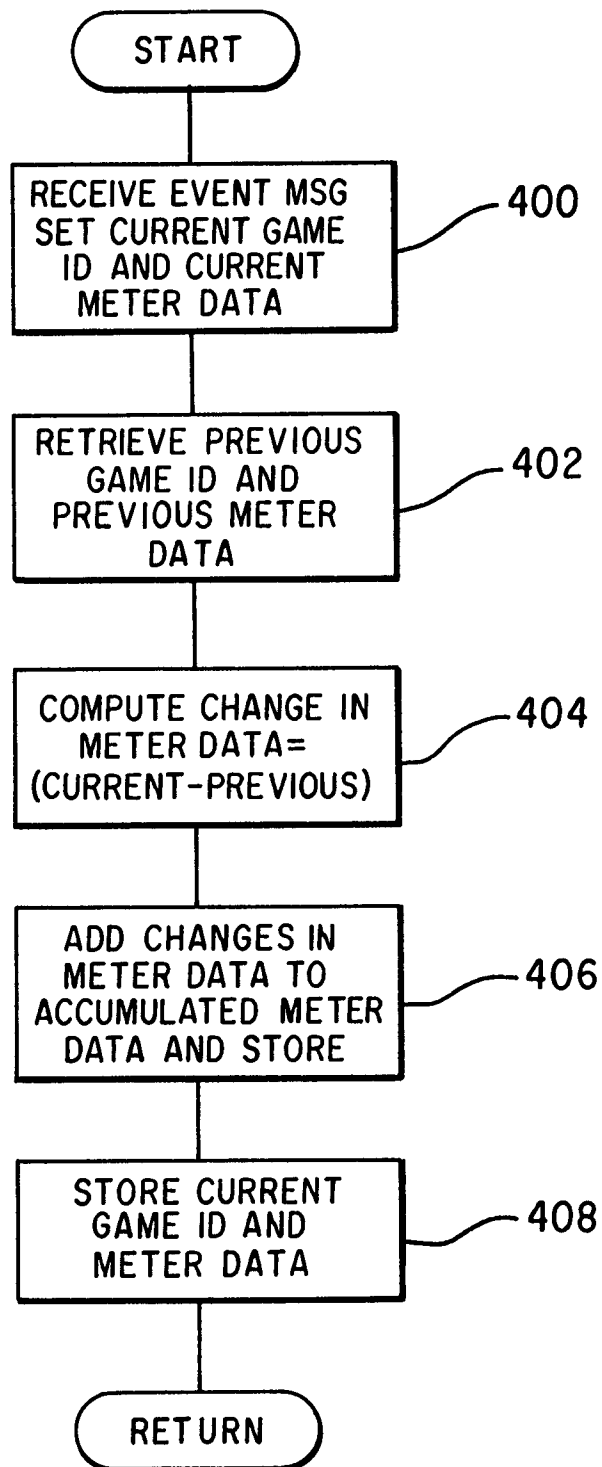 START
RECEIVE EVENT MSG
SET CURRENT GAME
ID AND CURRENT
METER DATA
400
RETRIEVE PREVIOUS
GAME ID AND
PREVIOUS METER
DATA
402
COMPUTE CHANGE IN
METER DATA=
(CURRENT-PREVIOUS)
404
ADD CHANGES IN
METER DATA TO
ACCUMULATED METER
DATA AND STORE
406
STORE CURRENT
GAME ID AND
METER DATA
408
RETURN